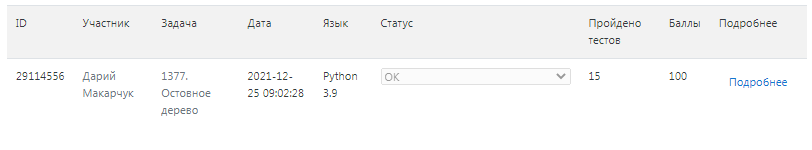 ID Участник Задача Дата Язык Статус Пройдено тестов Баллы Подробнее
29114556 Дарий Макарчук 1377. Остовное дерево 2021-12-25 09:02:28 Python 3.9 OK 15 100 Подробнее